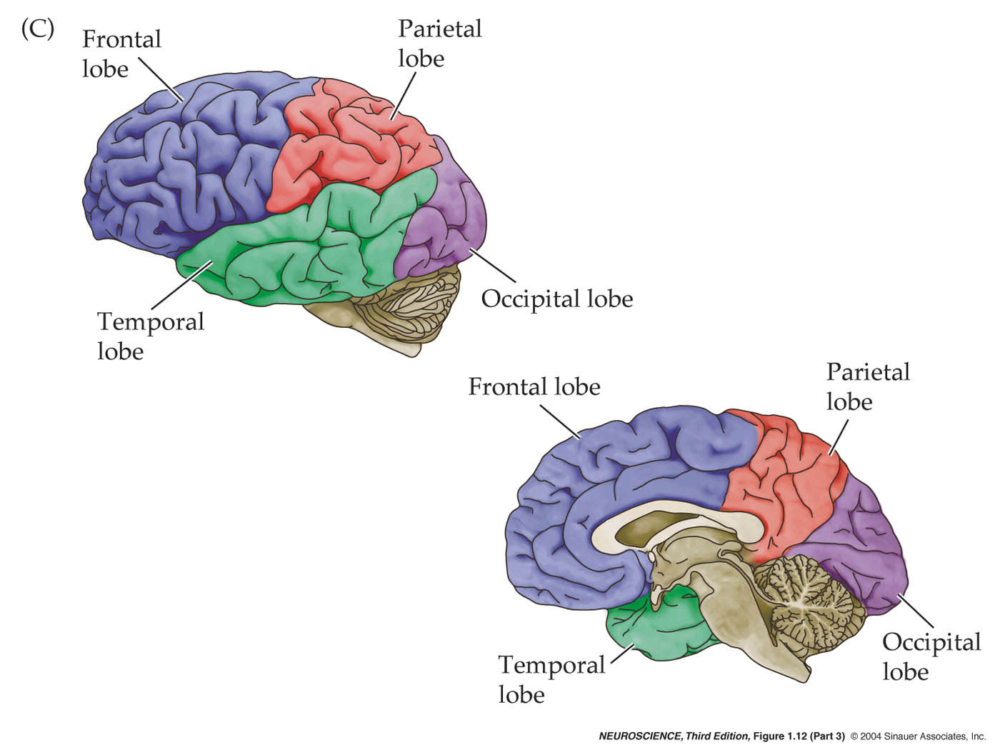 (C)
Frontal
lobe
Parietal
lobe
Temporal
lobe
Occipital lobe
Frontal lobe
Parietal
lobe
Temporal
lobe
Occipital
lobe
NEUROSCIENCE, Third Edition, Figure 1.12 (Part 3) © 2004 Sinauer Associates, Inc.